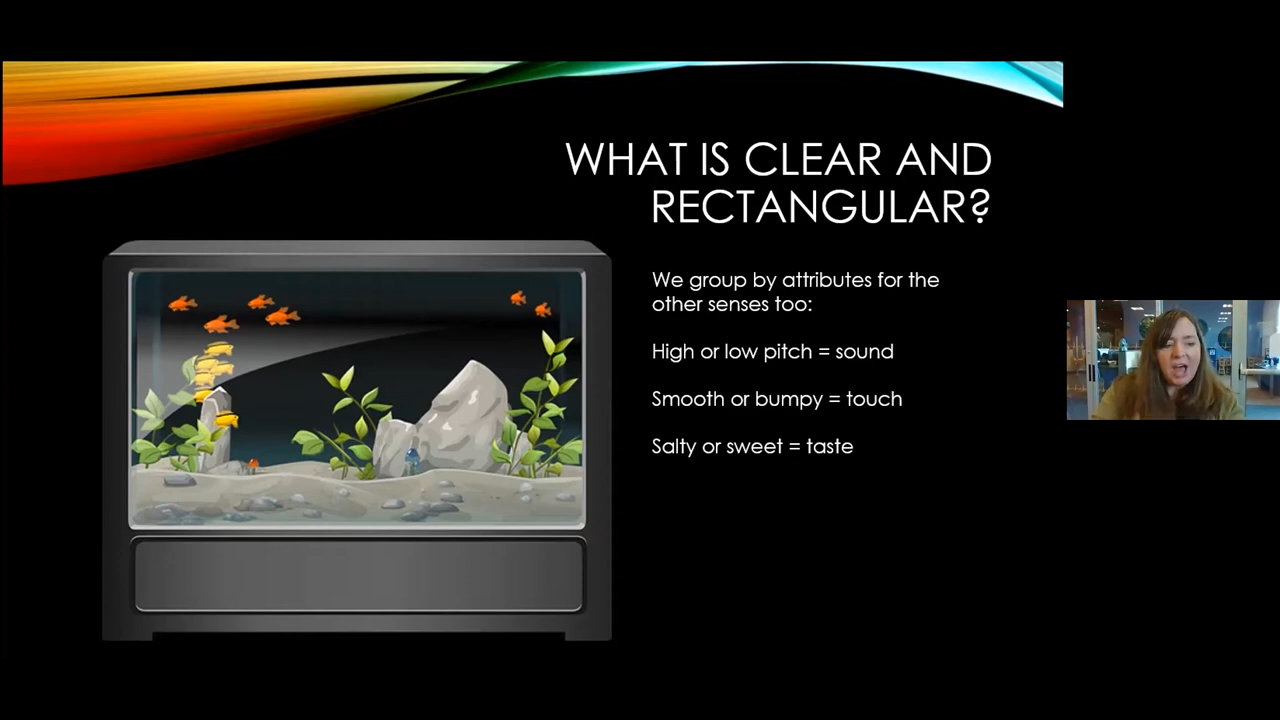 WHAT IS CLEAR AND
RECTANGULAR?
We group by attributes for the
other senses too:
High or low pitch = sound
Smooth or bumpy = touch
Salty or sweet = taste